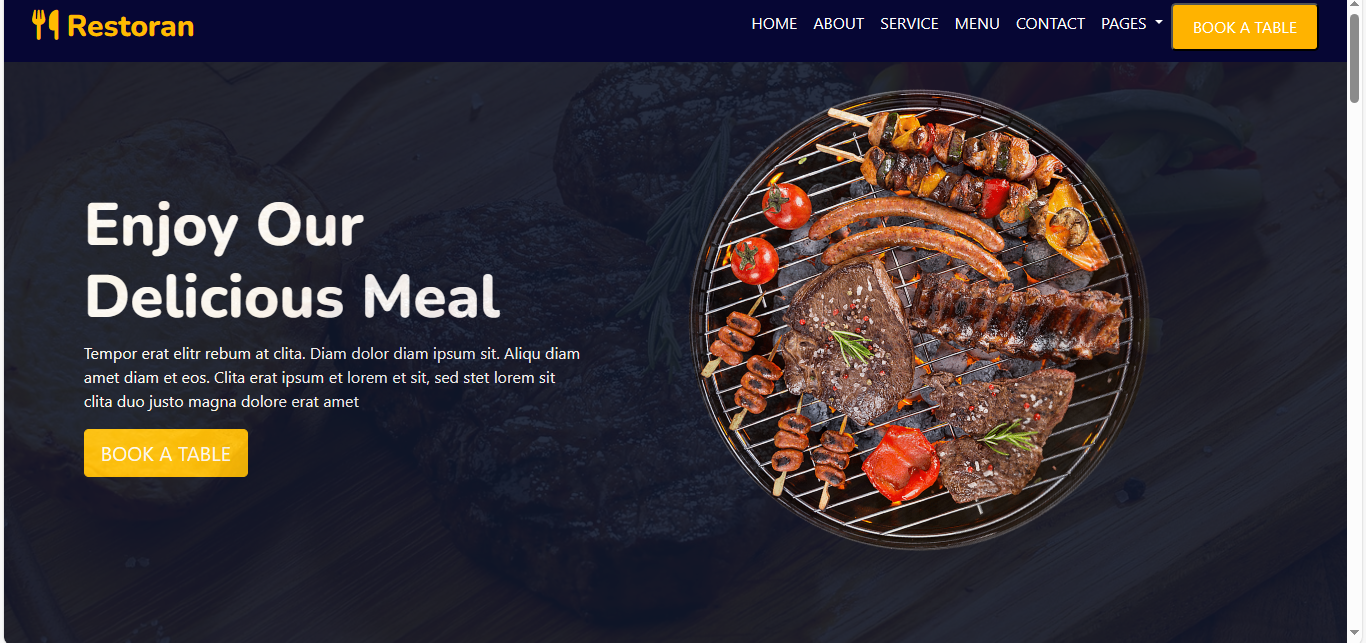 Restoran
HOME ABOUT SERVICE MENU CONTACT PAGES BOOK A TABLE
Enjoy Our
Delicious Meal
Tempor erat elitr rebum at clita. Diam dolor diam ipsum sit. Aliqu diam
amet diam et eos. Clita erat ipsum et lorem et sit, sed stet lorem sit
clita duo justo magna dolore erat amet
BOOK A TABLE